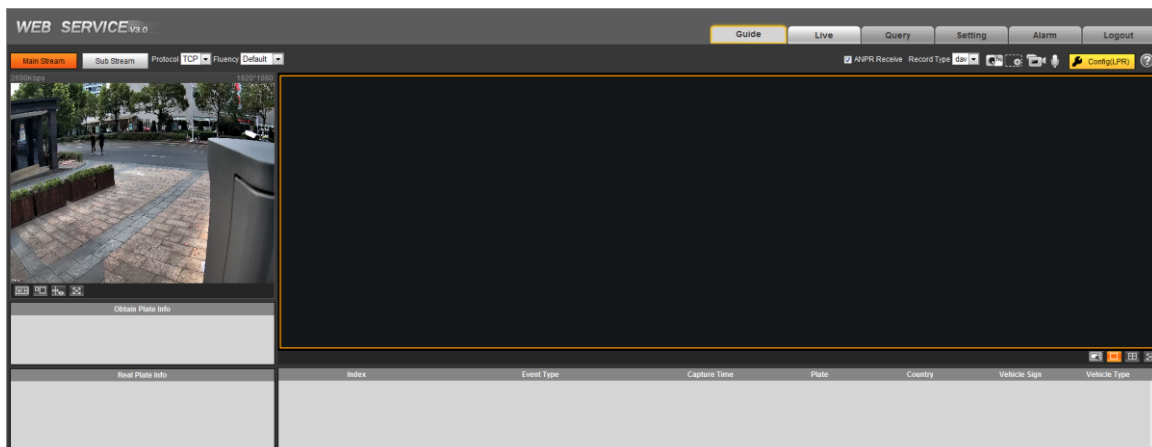 WEB SERVICE V3.0
Guide Live Query Setting Alarm Logout
Main Stream Sub Stream Protocol TCP Fluency Default ANPR Receive Record Type dav Config(LPR)
2690Kbps 1920*1080
Obtain Plate Info
Real Plate Info Index Event Type Capture Time Plate Country Vehicle Sign Vehicle Type